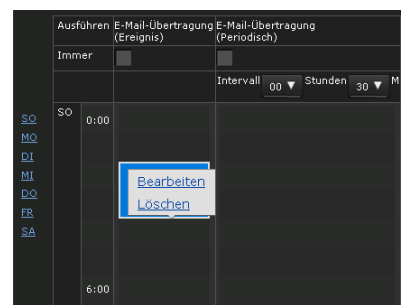 Ausführen E-Mail-Übertragung E-Mail-Übertragung
(Ereignis) (Periodisch)
Immer
Intervall 00 ▼ Stunden 30 ▼ M
SO 0:00
SO
MO
DI
MI
DO
FR
SA
Bearbeiten
Löschen
6:00